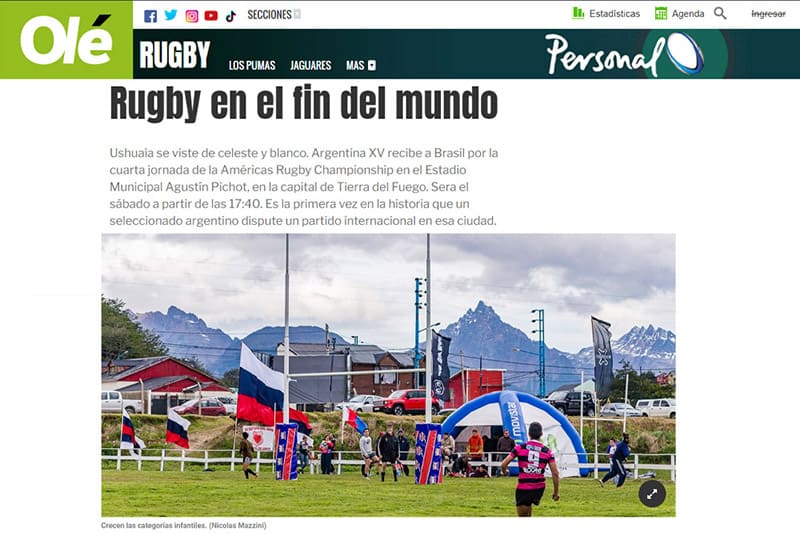 Olé
SECCIONES
Estadísticas
Agenda
Ingresar
RUGBY
LOS PUMAS
JAGUARES
MAS
Personal
Rugby en el fin del mundo
Ushuaia se viste de celeste y blanco. Argentina XV recibe a Brasil por la
cuarta jornada de la Américas Rugby Championship en el Estadio
Municipal Agustín Pichot, en la capital de Tierra del Fuego. Sera el
sábado a partir de las 17:40. Es la primera vez en la historia que un
seleccionado argentino dispute un partido internacional en esa ciudad.
movistar
9
Crecen las categorías infantiles. (Nicolas Mazzini)